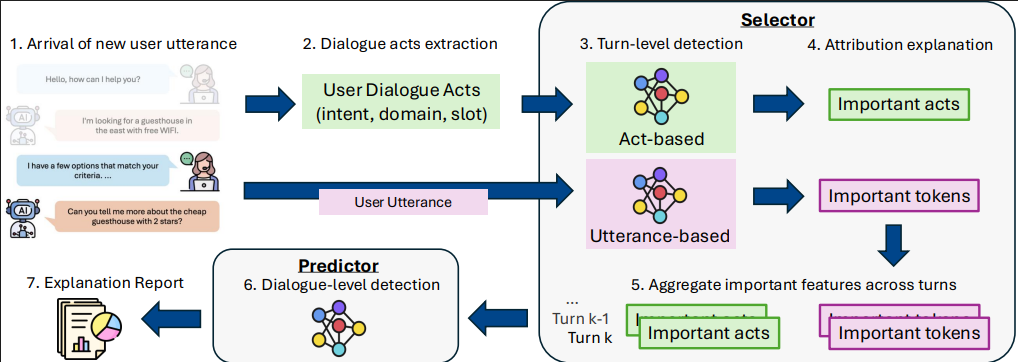 Selector
1. Arrival of new user utterance
2. Dialogue acts extraction
3. Turn-level detection
4. Attribution explanation
Hello, how can I help you?
AI
I'm looking for a guesthouse in
the east with free WIFI.
I have a few options that match your
criteria. ...
AI
Can you tell me more about the cheap
guesthouse with 2 stars?
User Dialogue Acts
(intent, domain, slot)
Act-based
Important acts
User Utterance
Utterance-based
Important tokens
5. Aggregate important features across turns
...
Turn k-1
Turn k
Important acts
Important acts
Important tokens
Important tokens
Predictor
6. Dialogue-level detection
7. Explanation Report